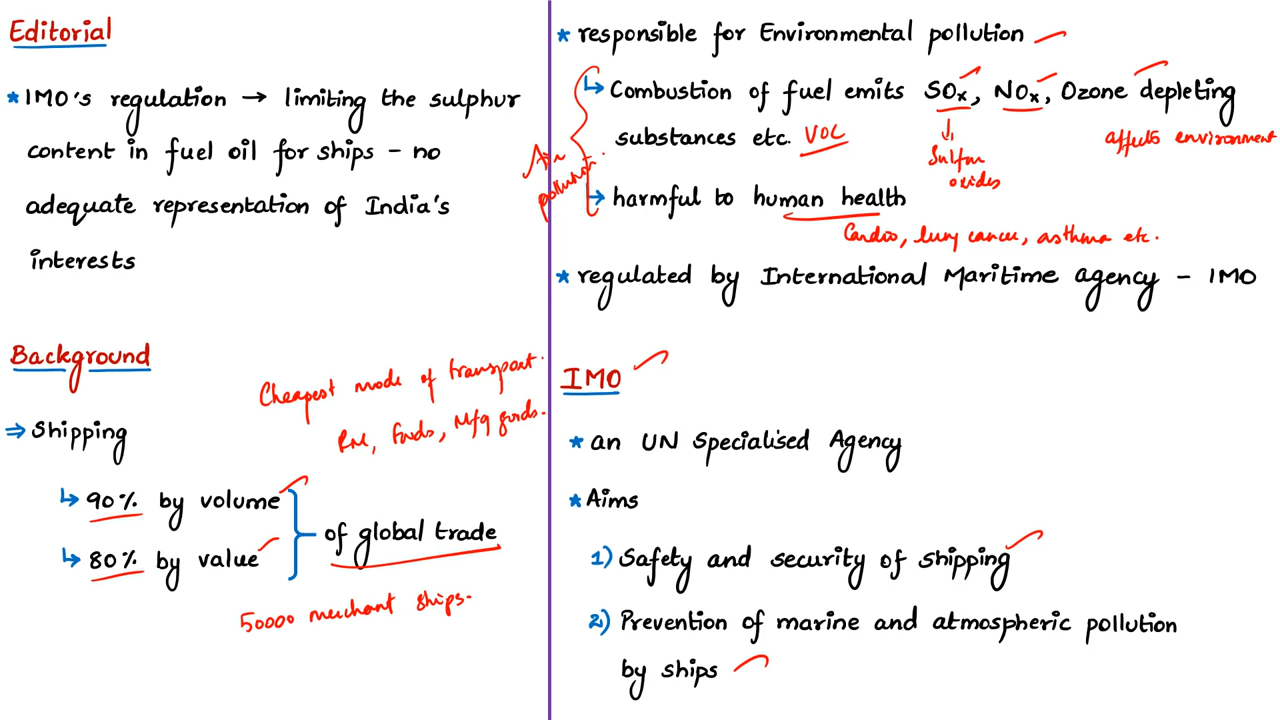 Editorial
* IMO's regulation → limiting the sulphur
content in fuel oil for ships - no
adequate representation of India's
interests
Background
Cheapest mode of transport.
⇒ Shipping
RM, Foods, Mfg goods.
↳ 90% by volume
of global trade
↳ 80% by value
50000 merchant ships.
* responsible for Environmental pollution
↳ Combustion of fuel emits SOx, NOx, Ozone depleting
substances etc. VOC
affects environment
Sulfur
oxides
Air
pollution.
↳ harmful to human health
Cardio, lung cancer, asthma etc.
* regulated by International Maritime agency - IMO
IMO
* an UN Specialised Agency
* Aims
1) Safety and security of shipping
2) Prevention of marine and atmospheric pollution
by ships